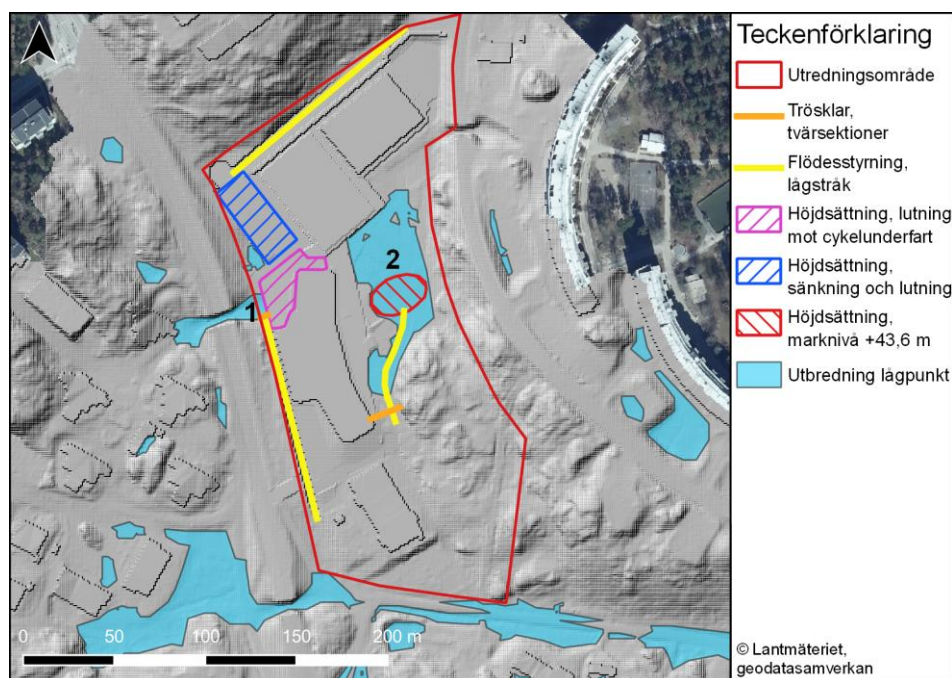 Teckenförklaring
Utredningsområde
Trösklar,
tvärsektioner
Flödesstyrning,
lågstråk
Höjdsättning, lutning
mot cykelunderfart
Höjdsättning,
sänkning och lutning
Höjdsättning,
marknivå +43,6 m
Utbredning lågpunkt
1
2
0 50 100 150 200 m
© Lantmäteriet,
geodatasamverkan